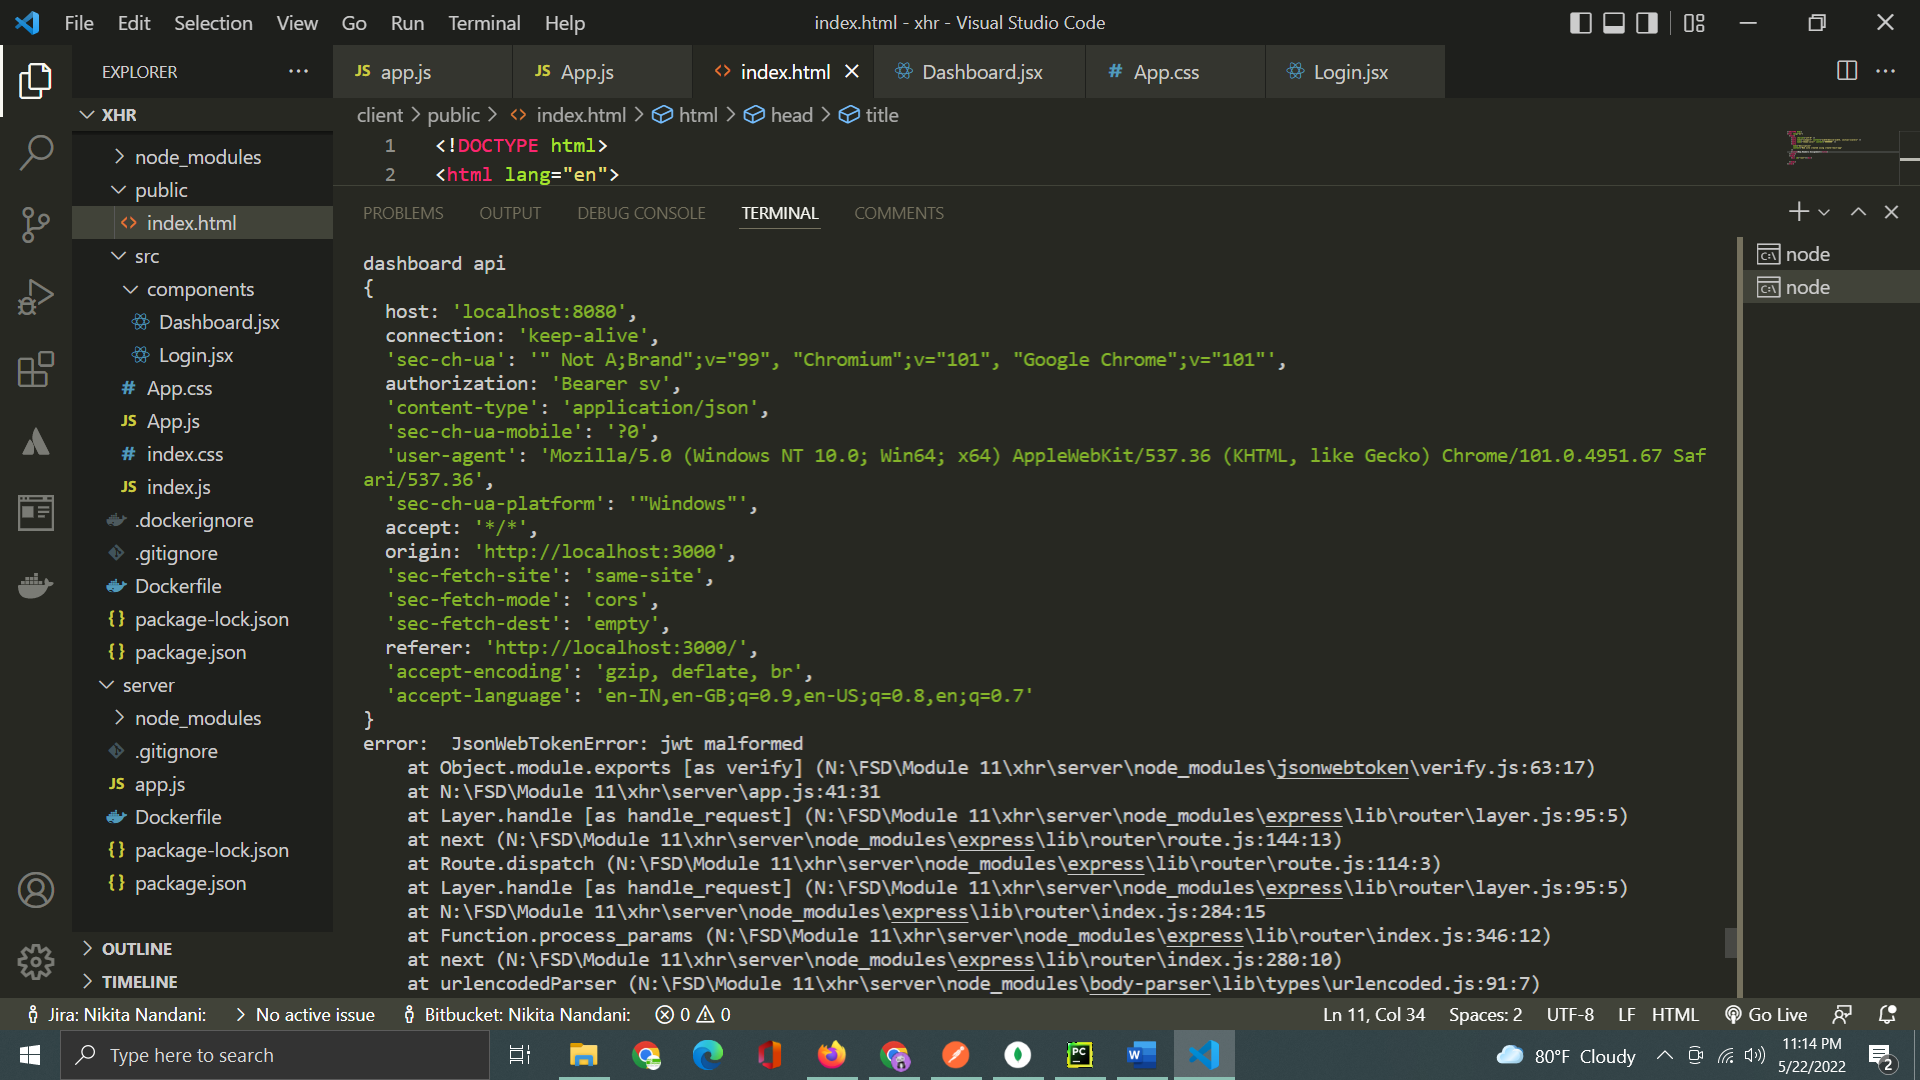 File Edit Selection View Go Run Terminal Help
index.html - xhr - Visual Studio Code
EXPLORER
JS app.js
JS App.js
<> index.html
Dashboard.jsx
# App.css
Login.jsx
XHR
client > public > <> index.html > html > head > title
node_modules
public
index.html
src
components
Dashboard.jsx
Login.jsx
# App.css
JS App.js
# index.css
JS index.js
.dockerignore
.gitignore
Dockerfile
{} package-lock.json
{} package.json
server
node_modules
.gitignore
JS app.js
Dockerfile
{} package-lock.json
{} package.json
OUTLINE
TIMELINE
1 <!DOCTYPE html>
2 <html lang="en">
PROBLEMS OUTPUT DEBUG CONSOLE TERMINAL COMMENTS
node
node
dashboard api
{
host: 'localhost:8080',
connection: 'keep-alive',
'sec-ch-ua': '" Not A;Brand";v="99", "Chromium";v="101", "Google Chrome";v="101"',
authorization: 'Bearer sv',
'content-type': 'application/json',
'sec-ch-ua-mobile': '?0',
'user-agent': 'Mozilla/5.0 (Windows NT 10.0; Win64; x64) AppleWebKit/537.36 (KHTML, like Gecko) Chrome/101.0.4951.67 Saf
ari/537.36',
'sec-ch-ua-platform': '"Windows"',
accept: '*/*',
origin: 'http://localhost:3000',
'sec-fetch-site': 'same-site',
'sec-fetch-mode': 'cors',
'sec-fetch-dest': 'empty',
referer: 'http://localhost:3000/',
'accept-encoding': 'gzip, deflate, br',
'accept-language': 'en-IN,en-GB;q=0.9,en-US;q=0.8,en;q=0.7'
}
error:  JsonWebTokenError: jwt malformed
at Object.module.exports [as verify] (N:\FSD\Module 11\xhr\server\node_modules\jsonwebtoken\verify.js:63:17)
at N:\FSD\Module 11\xhr\server\app.js:41:31
at Layer.handle [as handle_request] (N:\FSD\Module 11\xhr\server\node_modules\express\lib\router\layer.js:95:5)
at next (N:\FSD\Module 11\xhr\server\node_modules\express\lib\router\route.js:144:13)
at Route.dispatch (N:\FSD\Module 11\xhr\server\node_modules\express\lib\router\route.js:114:3)
at Layer.handle [as handle_request] (N:\FSD\Module 11\xhr\server\node_modules\express\lib\router\layer.js:95:5)
at N:\FSD\Module 11\xhr\server\node_modules\express\lib\router\index.js:284:15
at Function.process_params (N:\FSD\Module 11\xhr\server\node_modules\express\lib\router\index.js:346:12)
at next (N:\FSD\Module 11\xhr\server\node_modules\express\lib\router\index.js:280:10)
at urlencodedParser (N:\FSD\Module 11\xhr\server\node_modules\body-parser\lib\types\urlencoded.js:91:7)
Jira: Nikita Nandani: > No active issue Bitbucket: Nikita Nandani: 0 0
Ln 11, Col 34 Spaces: 2 UTF-8 LF HTML Go Live
Type here to search
80°F Cloudy
11:14 PM
5/22/2022
2